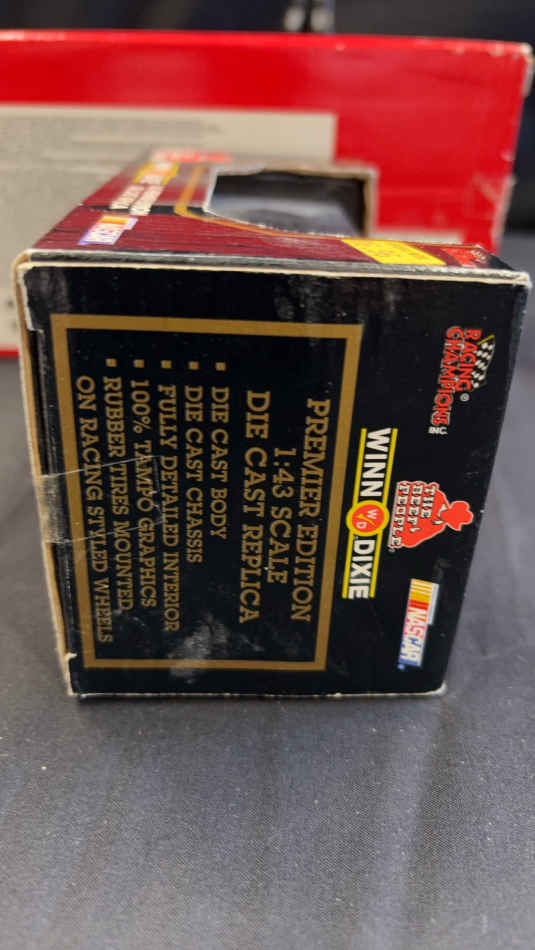 RACING ®
CHAMPIONS
INC.
THE
BEEF
PEOPLE®
WINN W/D DIXIE
NASCAR®
PREMIER EDITION
1:43 SCALE
DIE CAST REPLICA
▪ DIE CAST BODY
▪ DIE CAST CHASSIS
▪ FULLY DETAILED INTERIOR
▪ 100% TAMPO GRAPHICS
▪ RUBBER TIRES MOUNTED
ON RACING STYLED WHEELS
NASCAR